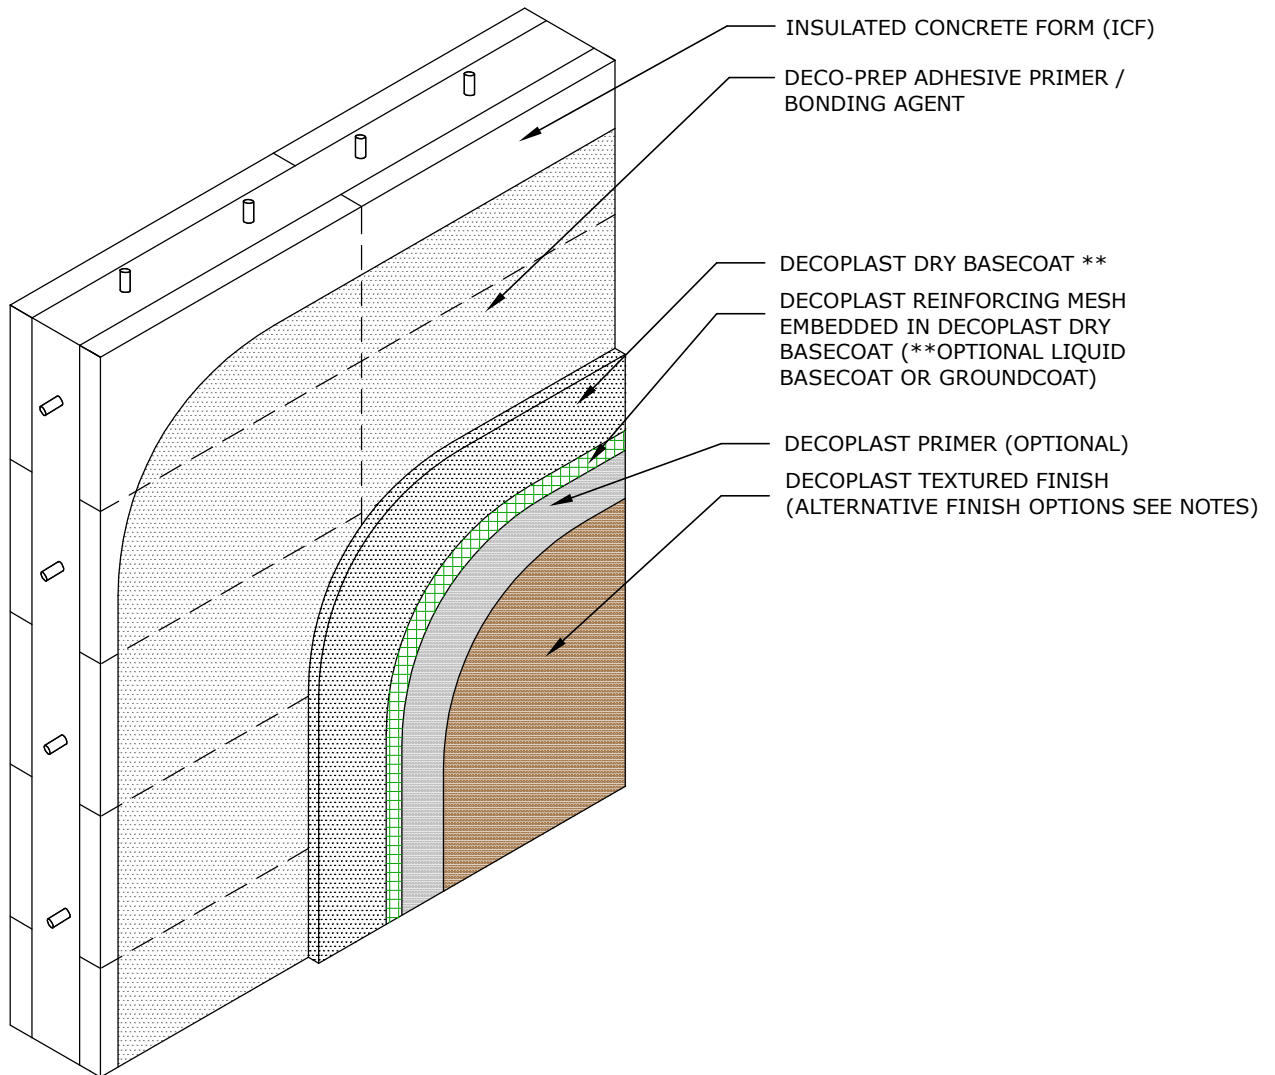 INSULATED CONCRETE FORM (ICF)
DECO-PREP ADHESIVE PRIMER /
BONDING AGENT
DECOPLAST DRY BASECOAT **
DECOPLAST REINFORCING MESH
EMBEDDED IN DECOPLAST DRY
BASECOAT (**OPTIONAL LIQUID
BASECOAT OR GROUNDCOAT)
DECOPLAST PRIMER (OPTIONAL)
DECOPLAST TEXTURED FINISH
(ALTERNATIVE FINISH OPTIONS SEE NOTES)